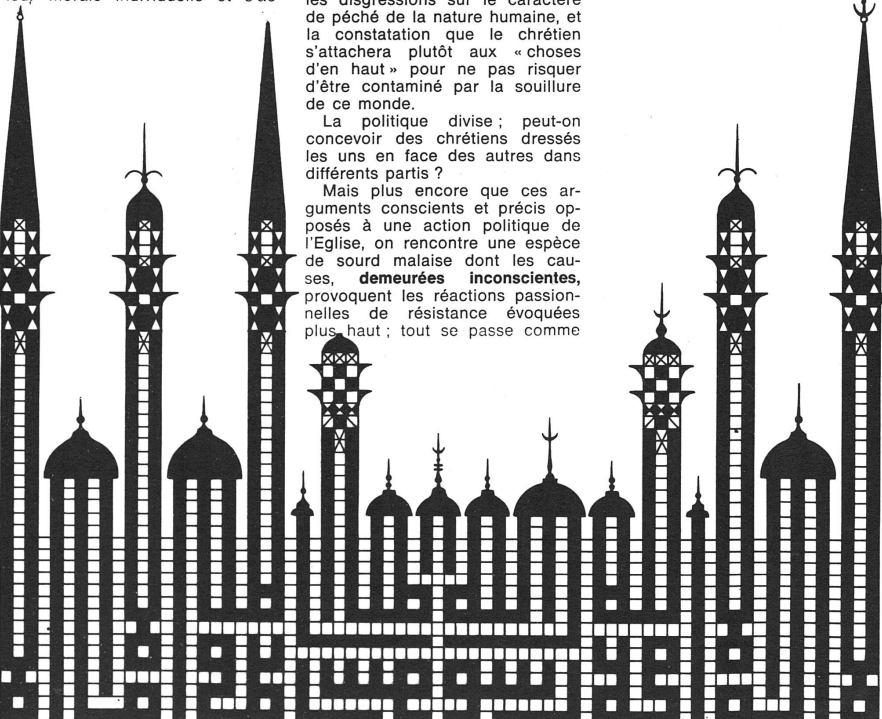 les disgressions sur le caractère
de péché de la nature humaine, et
la constatation que le chrétien
s'attachera plutôt aux « choses
d'en haut » pour ne pas risquer
d'être contaminé par la souillure
de ce monde.
La politique divise ; peut-on
concevoir des chrétiens dressés
les uns en face des autres dans
différents partis ?
Mais plus encore que ces ar-
guments conscients et précis op-
posés à une action politique de
l'Eglise, on rencontre une espèce
de sourd malaise dont les cau-
ses, demeurées inconscientes,
provoquent les réactions passion-
nelles de résistance évoquées
plus haut ; tout se passe comme